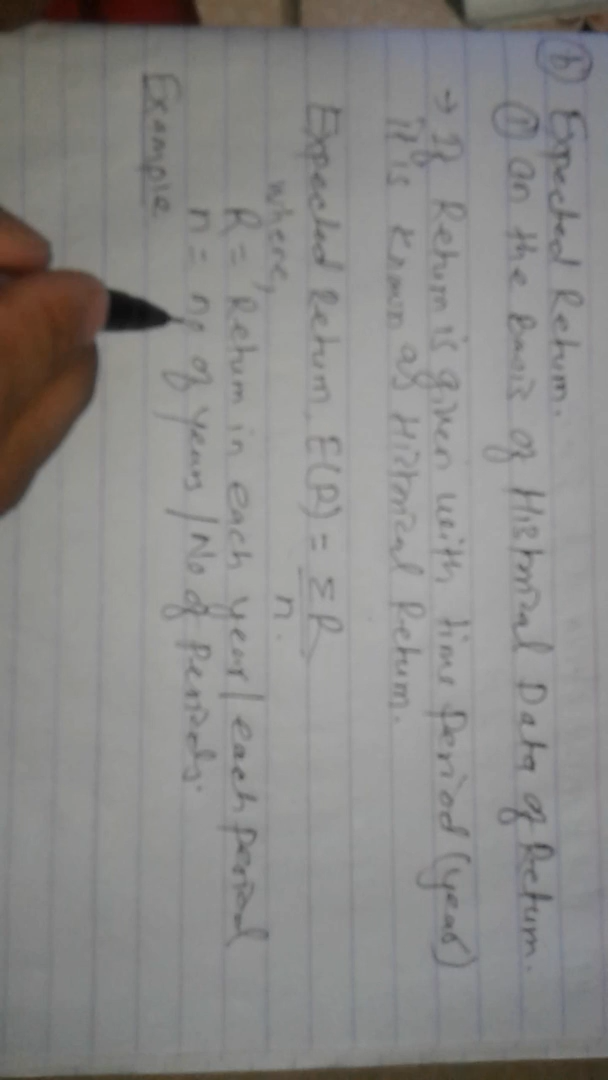 (b) Expected Return.
(1) On the Basis of Historical Data of Return.
→ If Return is given with time period (year)
it is known as Historical Return.
Expected Return, E(R) = ΣR
n.
where,
R = Return in each year / each period
n = no of years / No of Periods.
Example